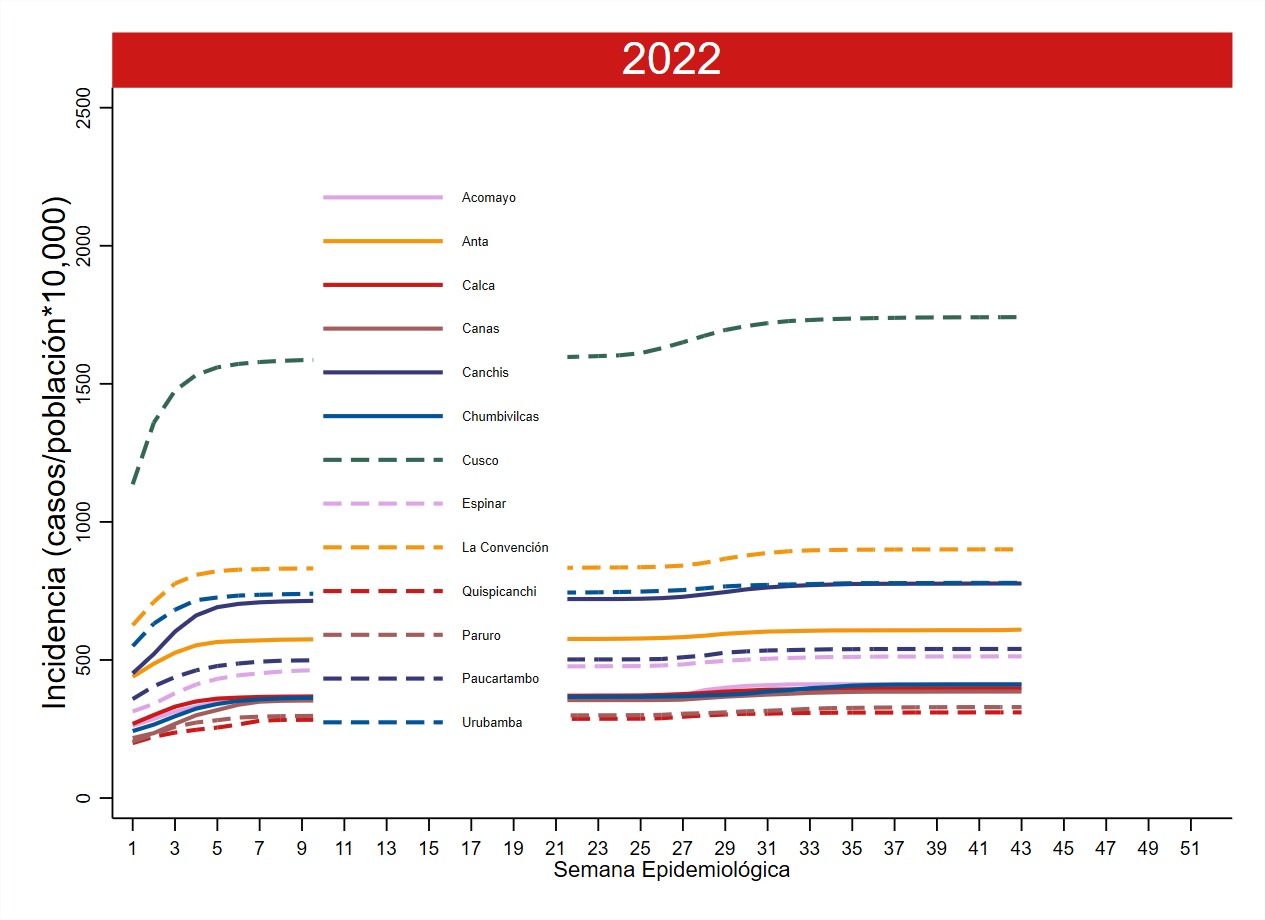 2022
Incidencia (casos/población*10,000)
2500
2000
1500
1000
500
0
Acomayo
Anta
Calca
Canas
Canchis
Chumbivilcas
Cusco
Espinar
La Convención
Quispicanchi
Paruro
Paucartambo
Urubamba
1 3 5 7 9 11 13 15 17 19 21 23 25 27 29 31 33 35 37 39 41 43 45 47 49 51
Semana Epidemiológica